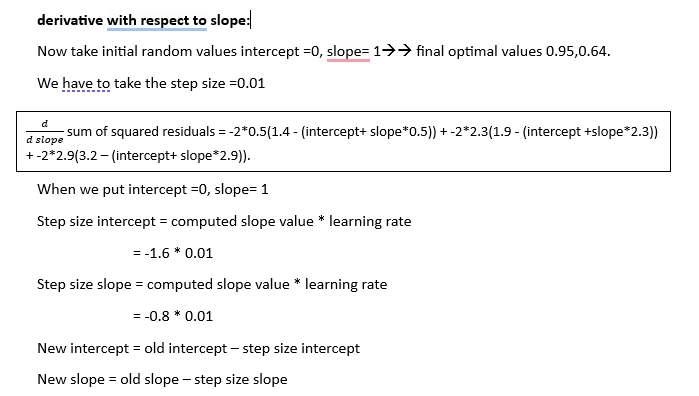 derivative with respect to slope:
Now take initial random values intercept =0, slope= 1→→ final optimal values 0.95,0.64.
We have to take the step size =0.01
d/d slope sum of squared residuals = -2*0.5(1.4 - (intercept+ slope*0.5)) + -2*2.3(1.9 - (intercept +slope*2.3))
+ -2*2.9(3.2 – (intercept+ slope*2.9)).
When we put intercept =0, slope= 1
Step size intercept = computed slope value * learning rate
= -1.6 * 0.01
Step size slope = computed slope value * learning rate
= -0.8 * 0.01
New intercept = old intercept – step size intercept
New slope = old slope – step size slope